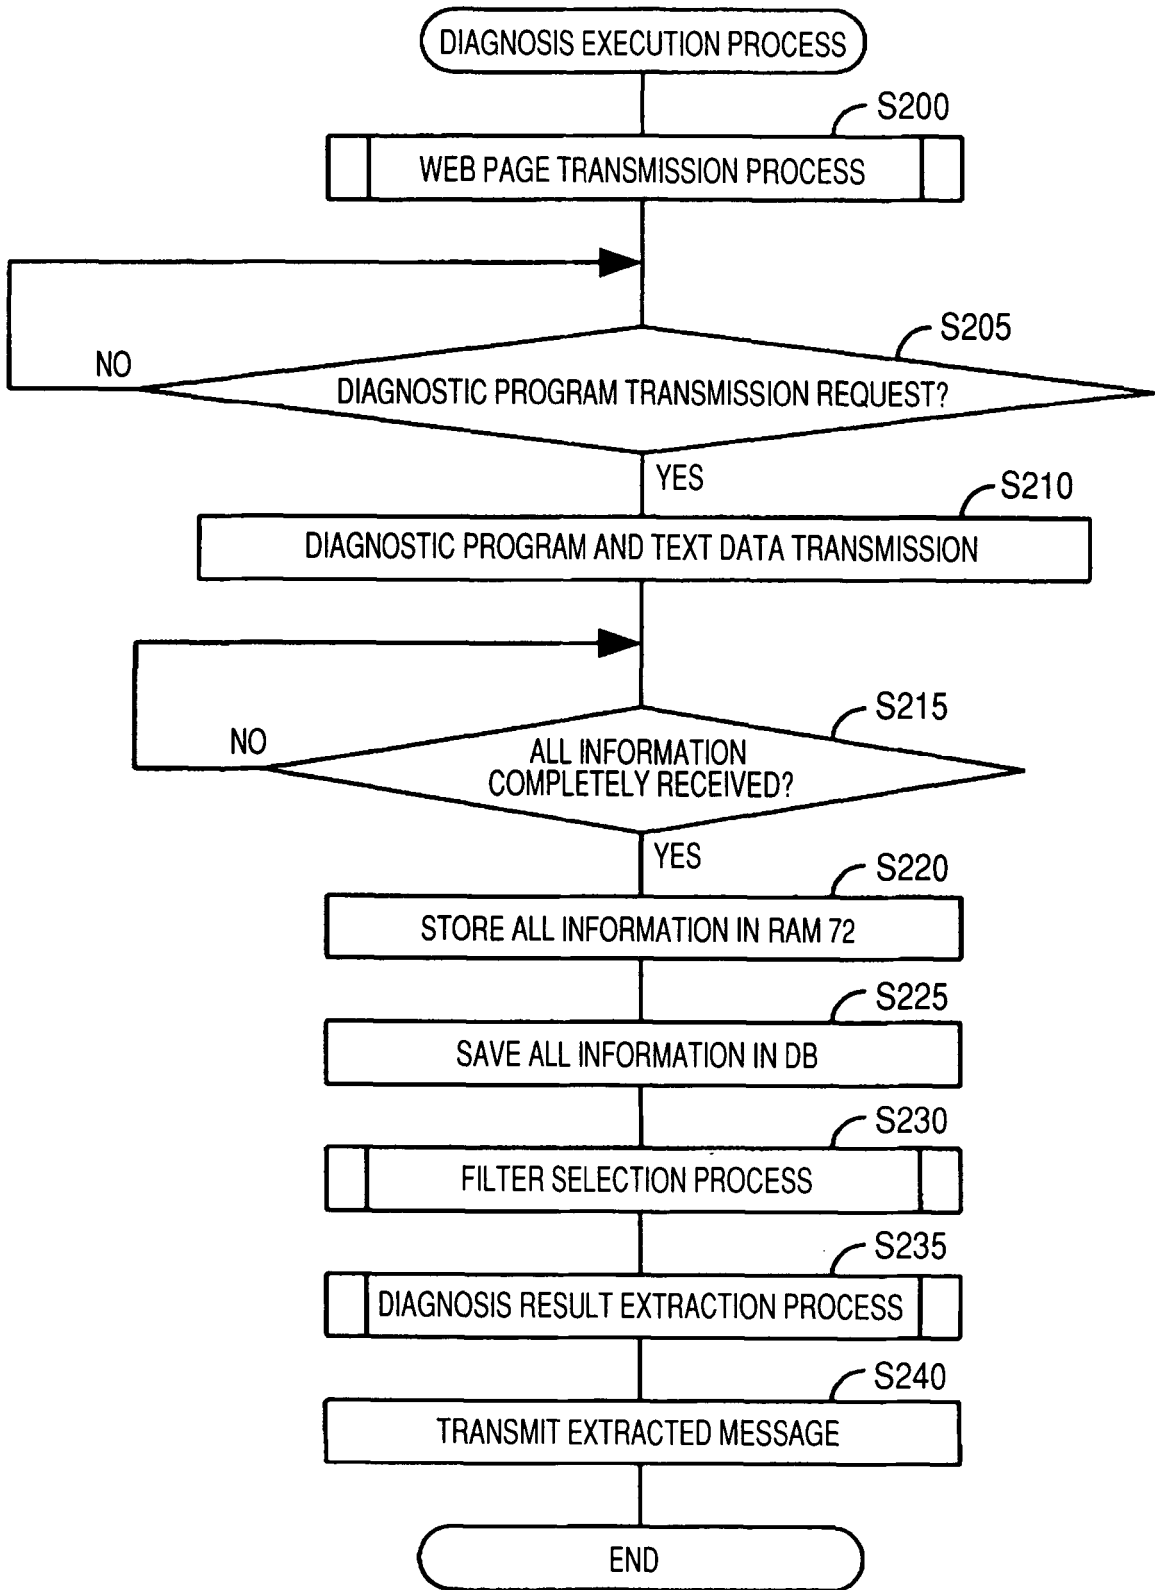 DIAGNOSIS EXECUTION PROCESS
S200
WEB PAGE TRANSMISSION PROCESS
S205
NO
DIAGNOSTIC PROGRAM TRANSMISSION REQUEST?
YES
S210
DIAGNOSTIC PROGRAM AND TEXT DATA TRANSMISSION
S215
NO
ALL INFORMATION
COMPLETELY RECEIVED?
YES
S220
STORE ALL INFORMATION IN RAM 72
S225
SAVE ALL INFORMATION IN DB
S230
FILTER SELECTION PROCESS
S235
DIAGNOSIS RESULT EXTRACTION PROCESS
S240
TRANSMIT EXTRACTED MESSAGE
END